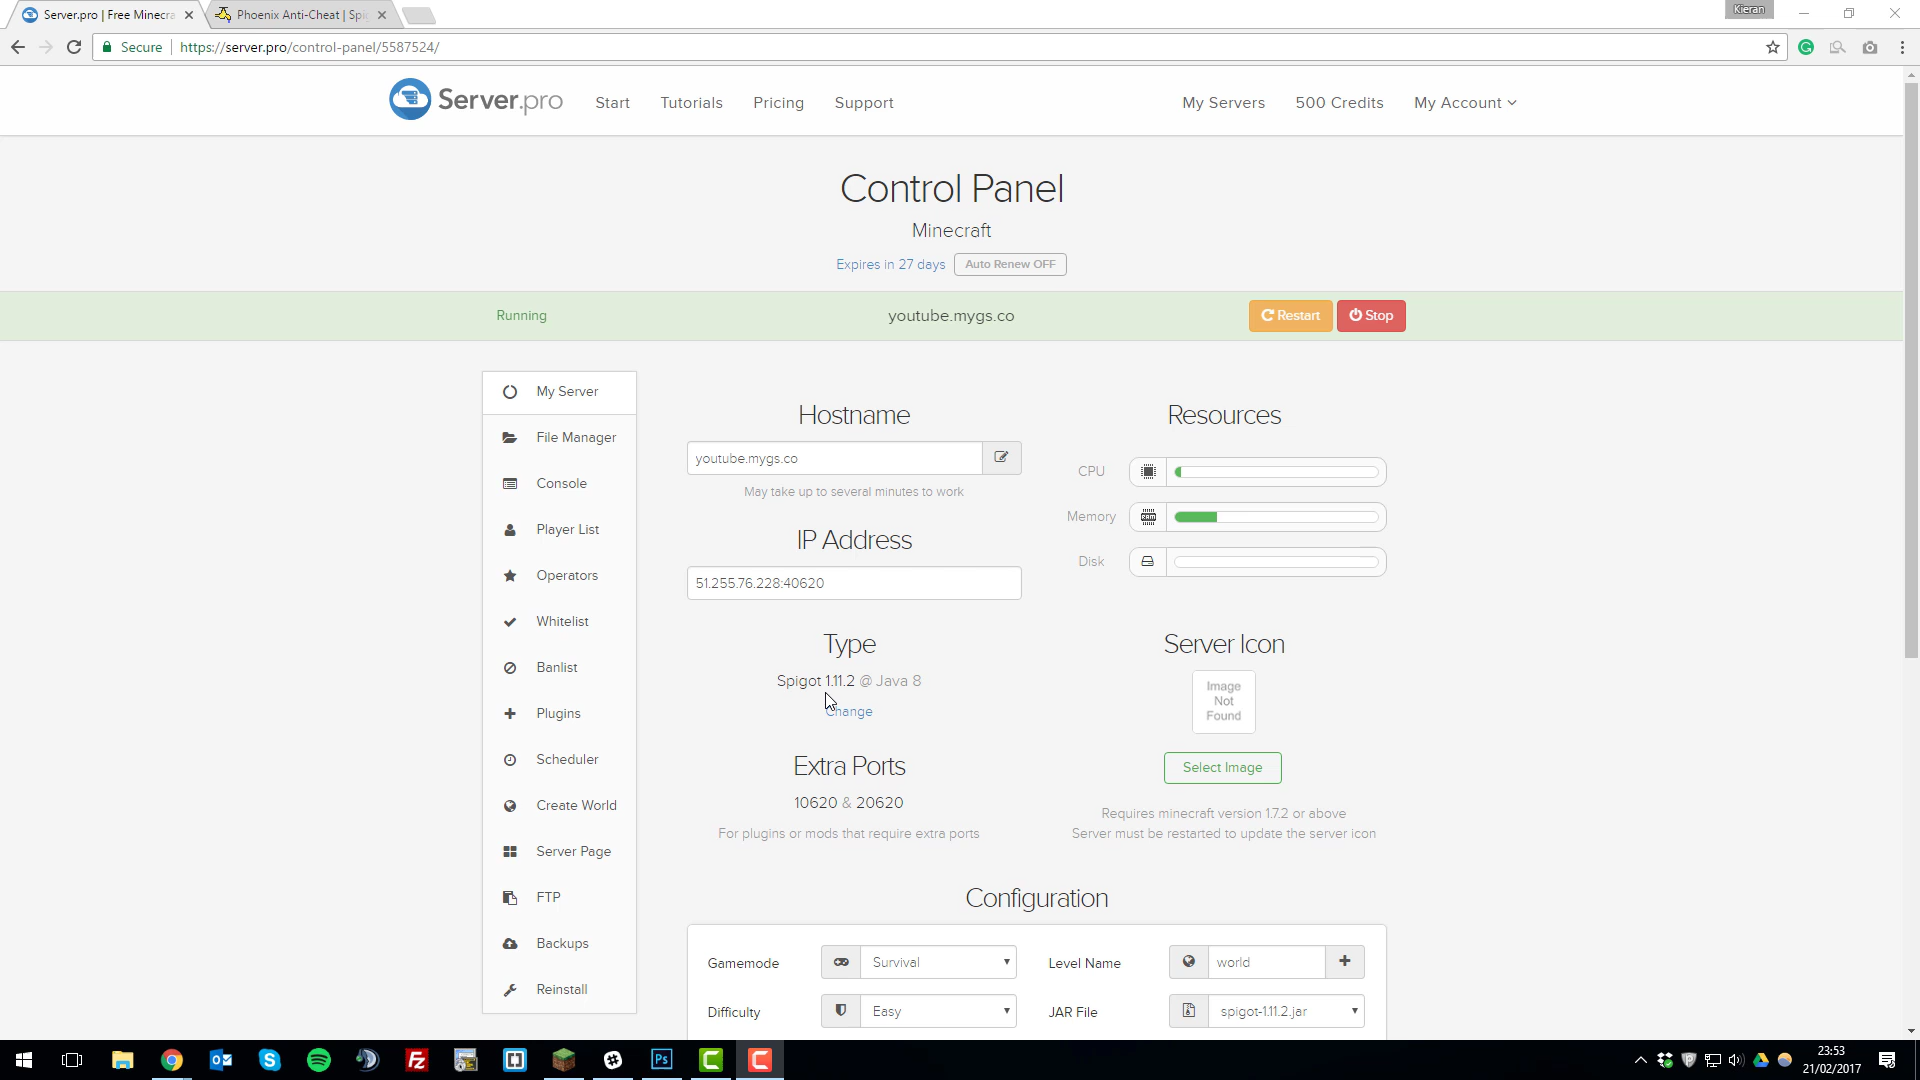 Server.pro | Free Minecra
Phoenix Anti-Cheat | Spi
Kieran
Secure
https://server.pro/control-panel/5587524/
Server.pro
Start
Tutorials
Pricing
Support
My Servers
500 Credits
My Account
Control Panel
Minecraft
Expires in 27 days
Auto Renew OFF
Running
youtube.mygs.co
Restart
Stop
My Server
File Manager
Console
Player List
Operators
Whitelist
Banlist
Plugins
Scheduler
Create World
Server Page
FTP
Backups
Reinstall
Hostname
youtube.mygs.co
May take up to several minutes to work
IP Address
51.255.76.228:40620
Type
Spigot 1.11.2 @ Java 8
Change
Extra Ports
10620 & 20620
For plugins or mods that require extra ports
Resources
CPU
Memory
RAM
Disk
Server Icon
Image
Not
Found
Select Image
Requires minecraft version 1.7.2 or above
Server must be restarted to update the server icon
Configuration
Gamemode
Survival
Level Name
world
Difficulty
Easy
JAR File
spigot-1.11.2.jar
Ps
23:53
21/02/2017